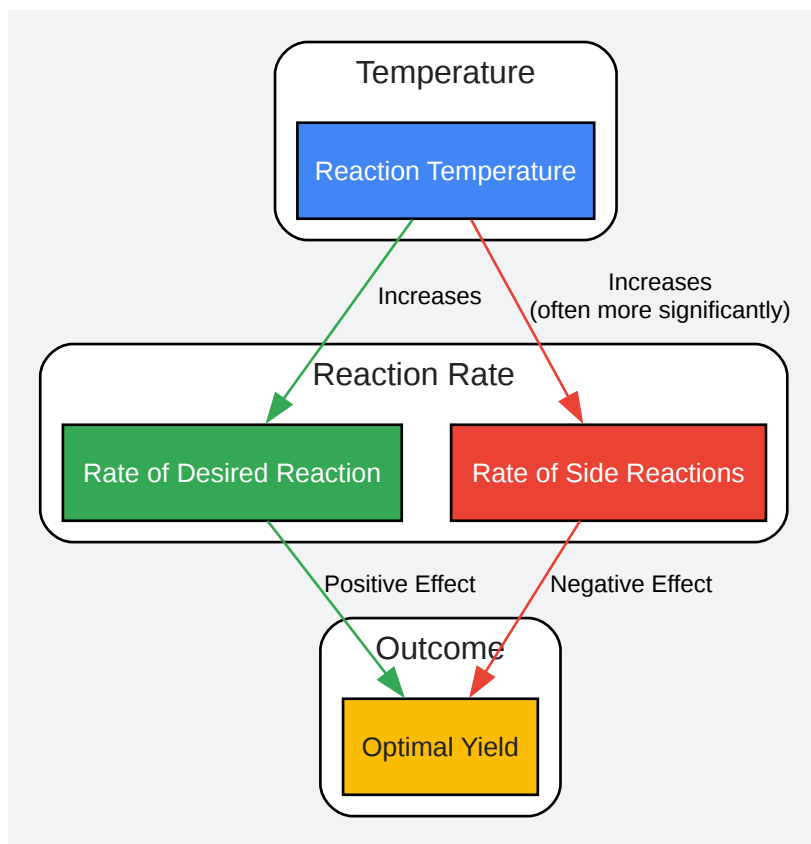 Temperature
Reaction Temperature
Increases
Increases
(often more significantly)
Reaction Rate
Rate of Desired Reaction
Rate of Side Reactions
Positive Effect
Negative Effect
Outcome
Optimal Yield